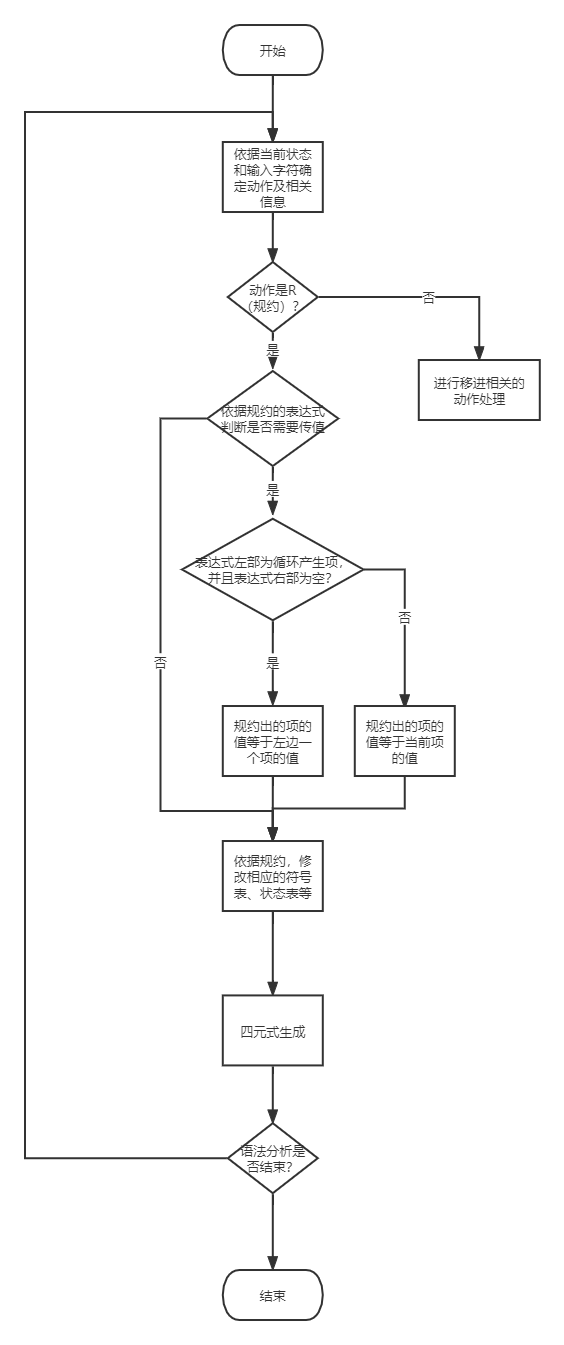 开始
依据当前状态
和输入字符确
定动作及相关
信息
动作是R
（规约）？
否
是
进行移进相关的
动作处理
依据规约的表达式
判断是否需要传值
是
表达式左部为循环产生项，
并且表达式右部为空？
否
是
否
规约出的项的
值等于左边一
个项的值
规约出的项的
值等于当前项
的值
依据规约，修
改相应的符号
表、状态表等
四元式生成
语法分析是
否结束？
结束